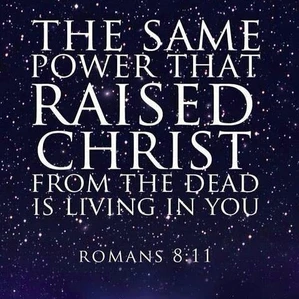 THE SAME
POWER THAT
RAISED
CHRIST
FROM THE DEAD
IS LIVING IN YOU
ROMANS 8:11